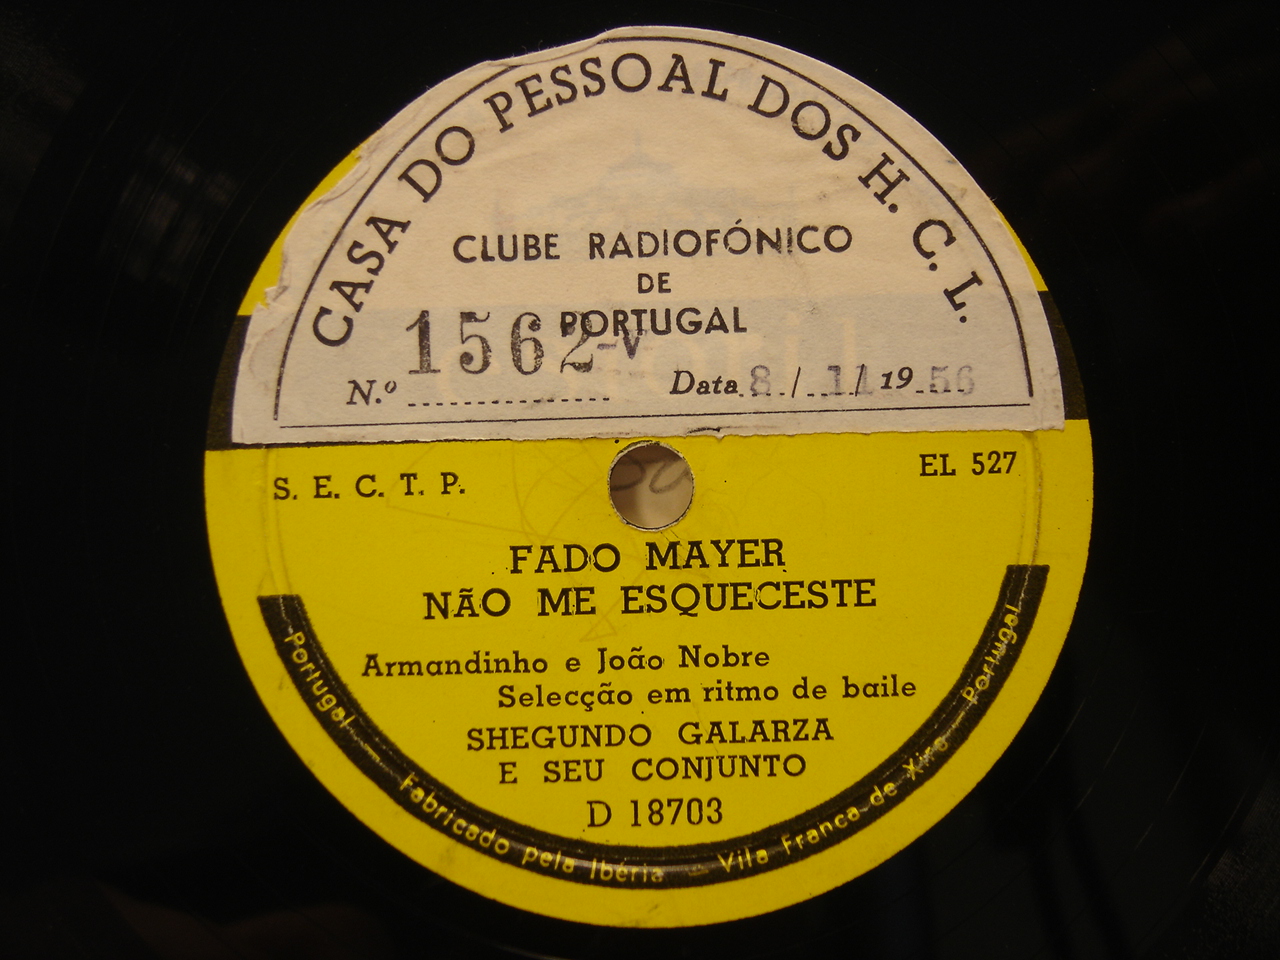 CASA DO PESSOAL DOS H. C. L.
CLUBE RADIOFÓNICO
DE
PORTUGAL
N.º 1562-V Data 8 / 11 / 19 56
S. E. C. T. P.
EL 527
FADO MAYER
NÃO ME ESQUECESTE
Armandinho e João Nobre
Selecção em ritmo de baile
SHEGUNDO GALARZA
E SEU CONJUNTO
D 18703
Portugal — Fabricado pela Ibéria — Vila Franca de Xira — Portugal